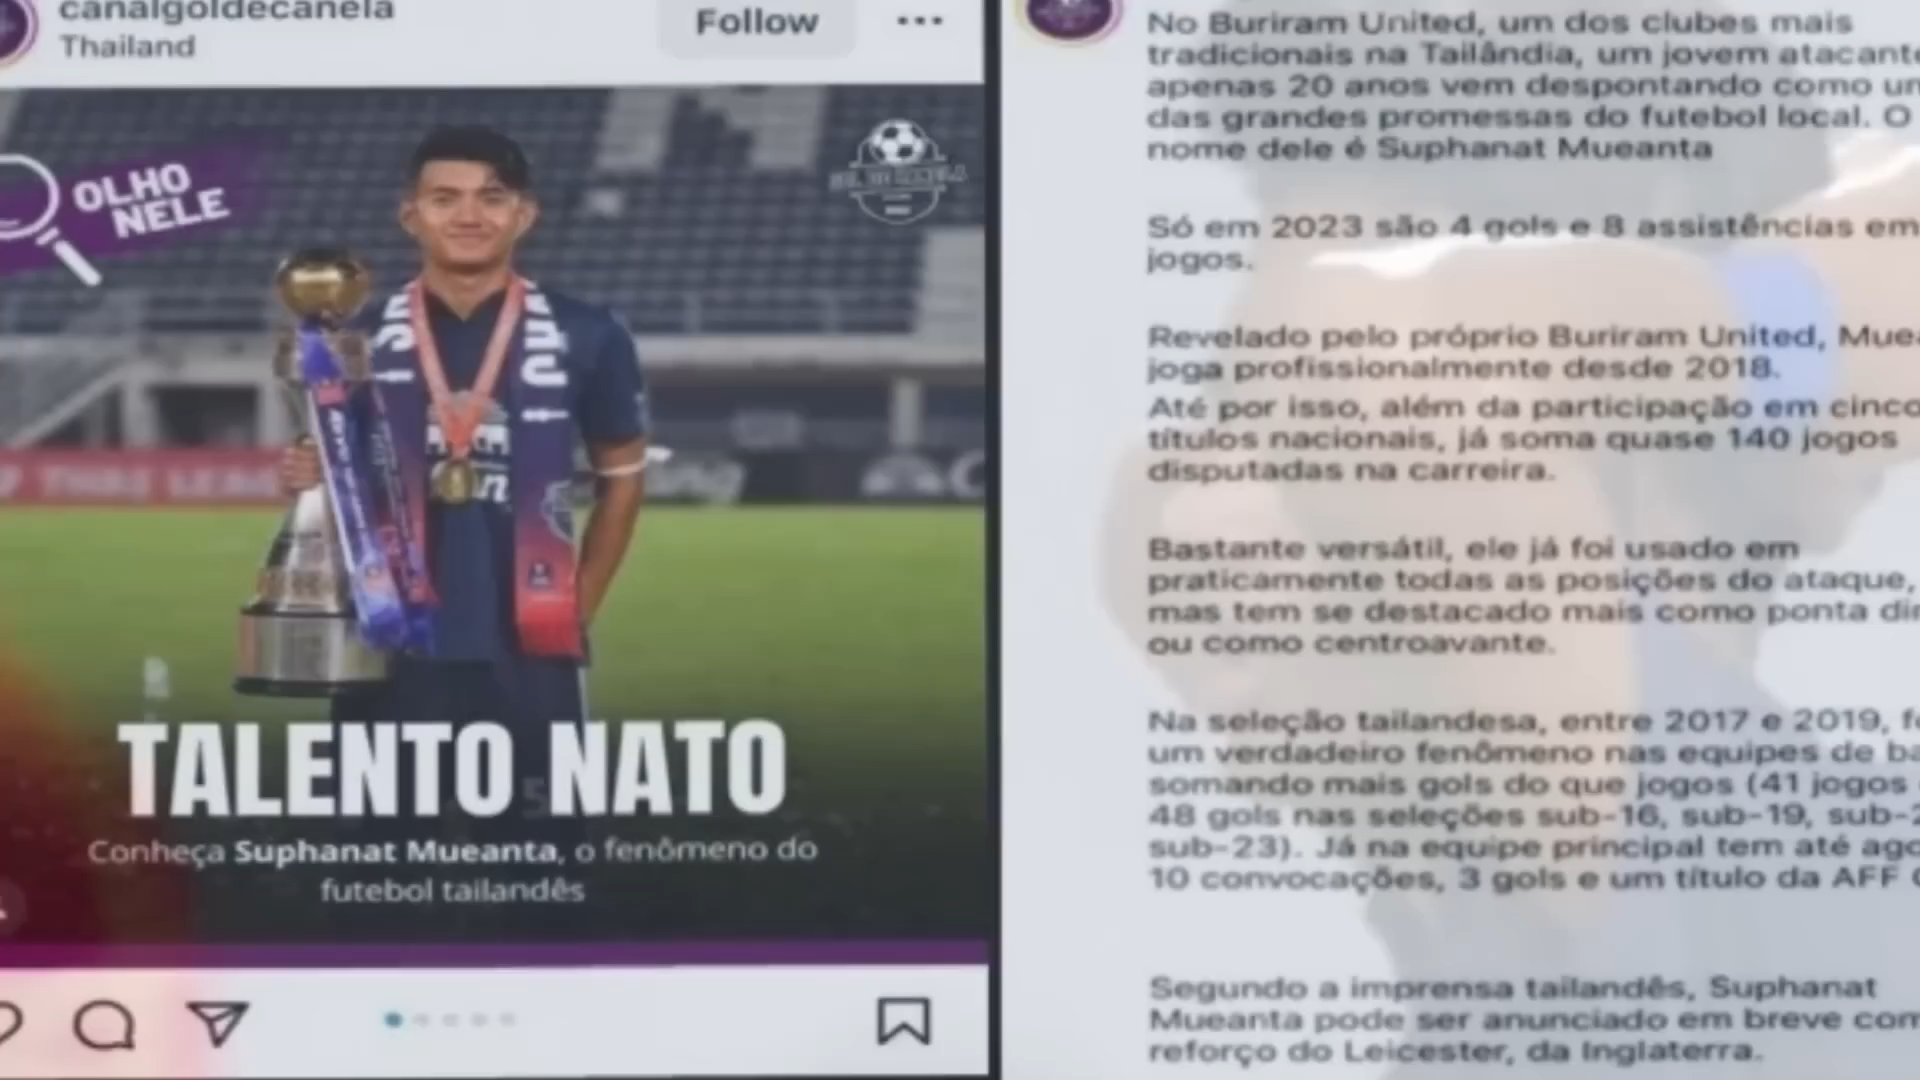 canalgoldecanela
Thailand
Follow
OLHO
NELE
TALENTO NATO
Conheça Suphanat Mueanta, o fenômeno do
futebol tailandês
No Buriram United, um dos clubes mais
tradicionais na Tailândia, um jovem atacante
apenas 20 anos vem despontando como
das grandes promessas do futebol local. O
nome dele é Suphanat Mueanta
Só em 2023 são 4 gols e 8 assistências em
jogos.
Revelado pelo próprio Buriram United,
joga profissionalmente desde 2018.
Até por isso, além da participação em cinco
títulos nacionais, já soma quase 140 jogos
disputadas na carreira.
Bastante versátil, ele já foi usado em
praticamente todas as posições do ataque,
mas tem se destacado mais como ponta
ou como centroavante.
Na seleção tailandesa, entre 2017 e 2019,
um verdadeiro fenômeno nas equipes de
somando mais gols do que jogos (41 jogos
48 gols nas seleções sub-16, sub-19,
sub-23). Já na equipe principal tem até
10 convocações, 3 gols e um título da AFF
Segundo a imprensa tailandês, Suphanat
Mueanta pode ser anunciado em breve
reforço do Leicester, da Inglaterra.